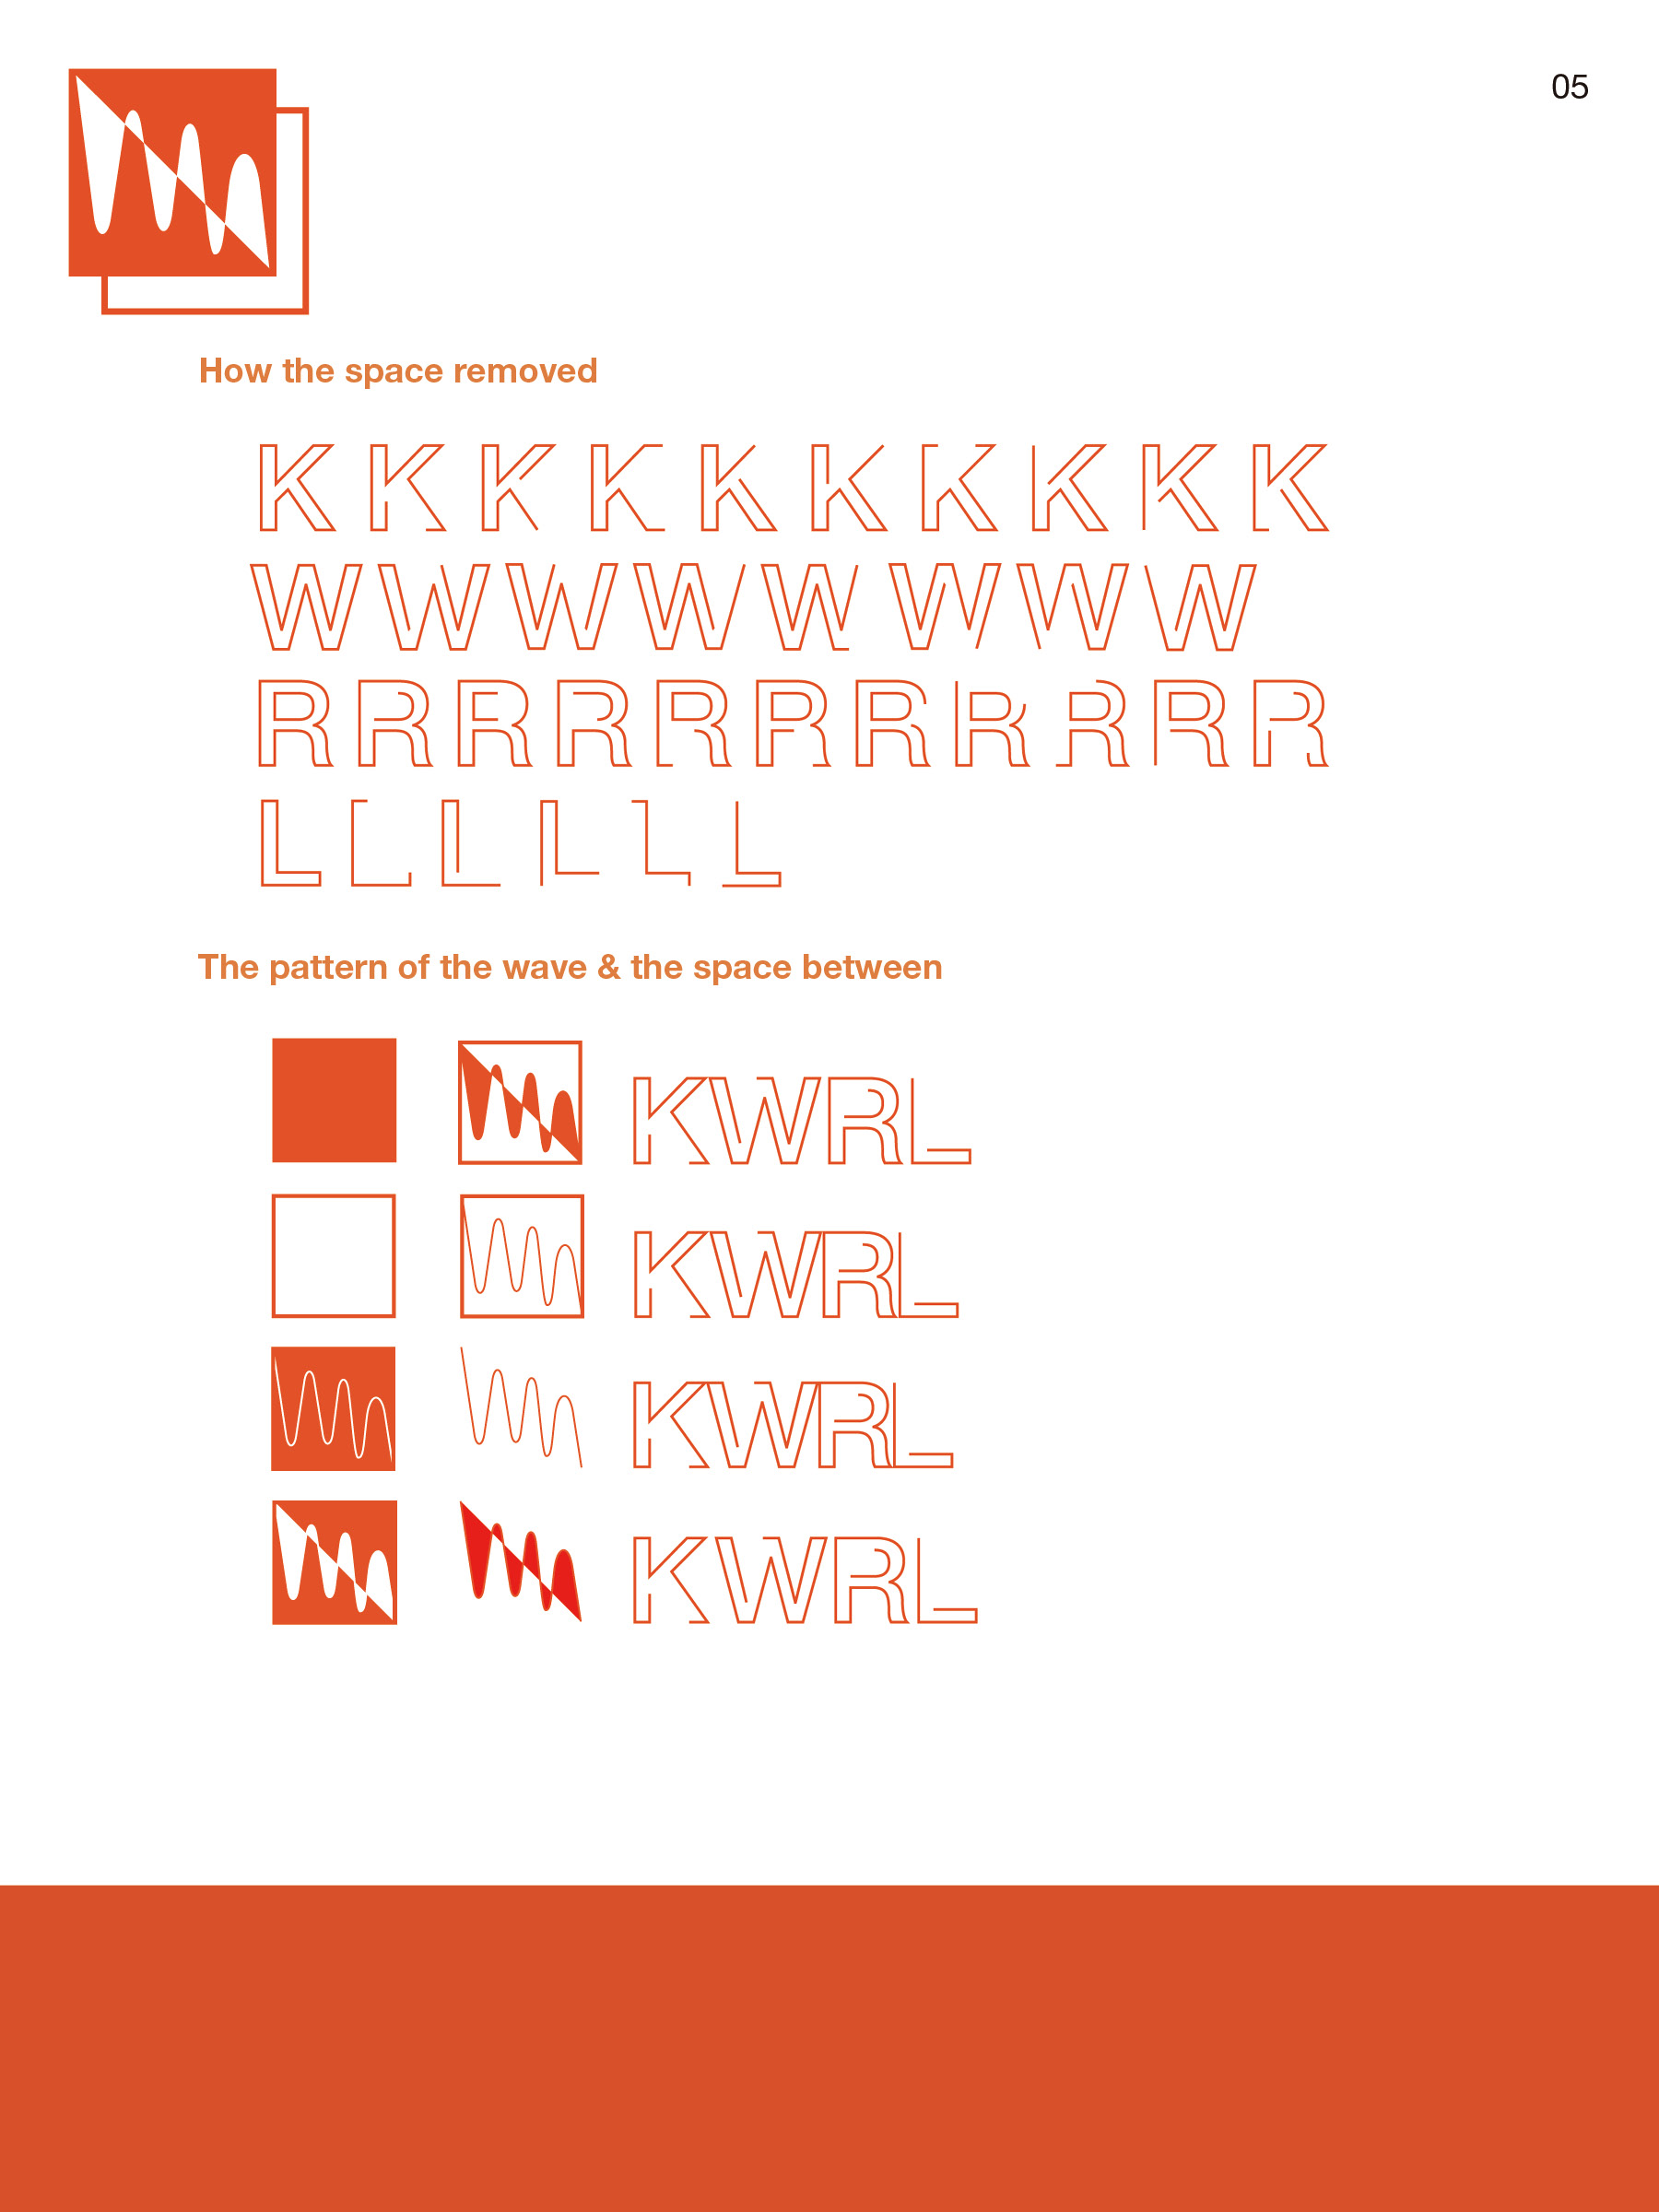 05
How the space removed
K K K K K K K K K K
W W W W W W W W
R R R R R R R R R R R
L L L L L L
The pattern of the wave & the space between
KWRL
KWRL
KWRL
KWRL